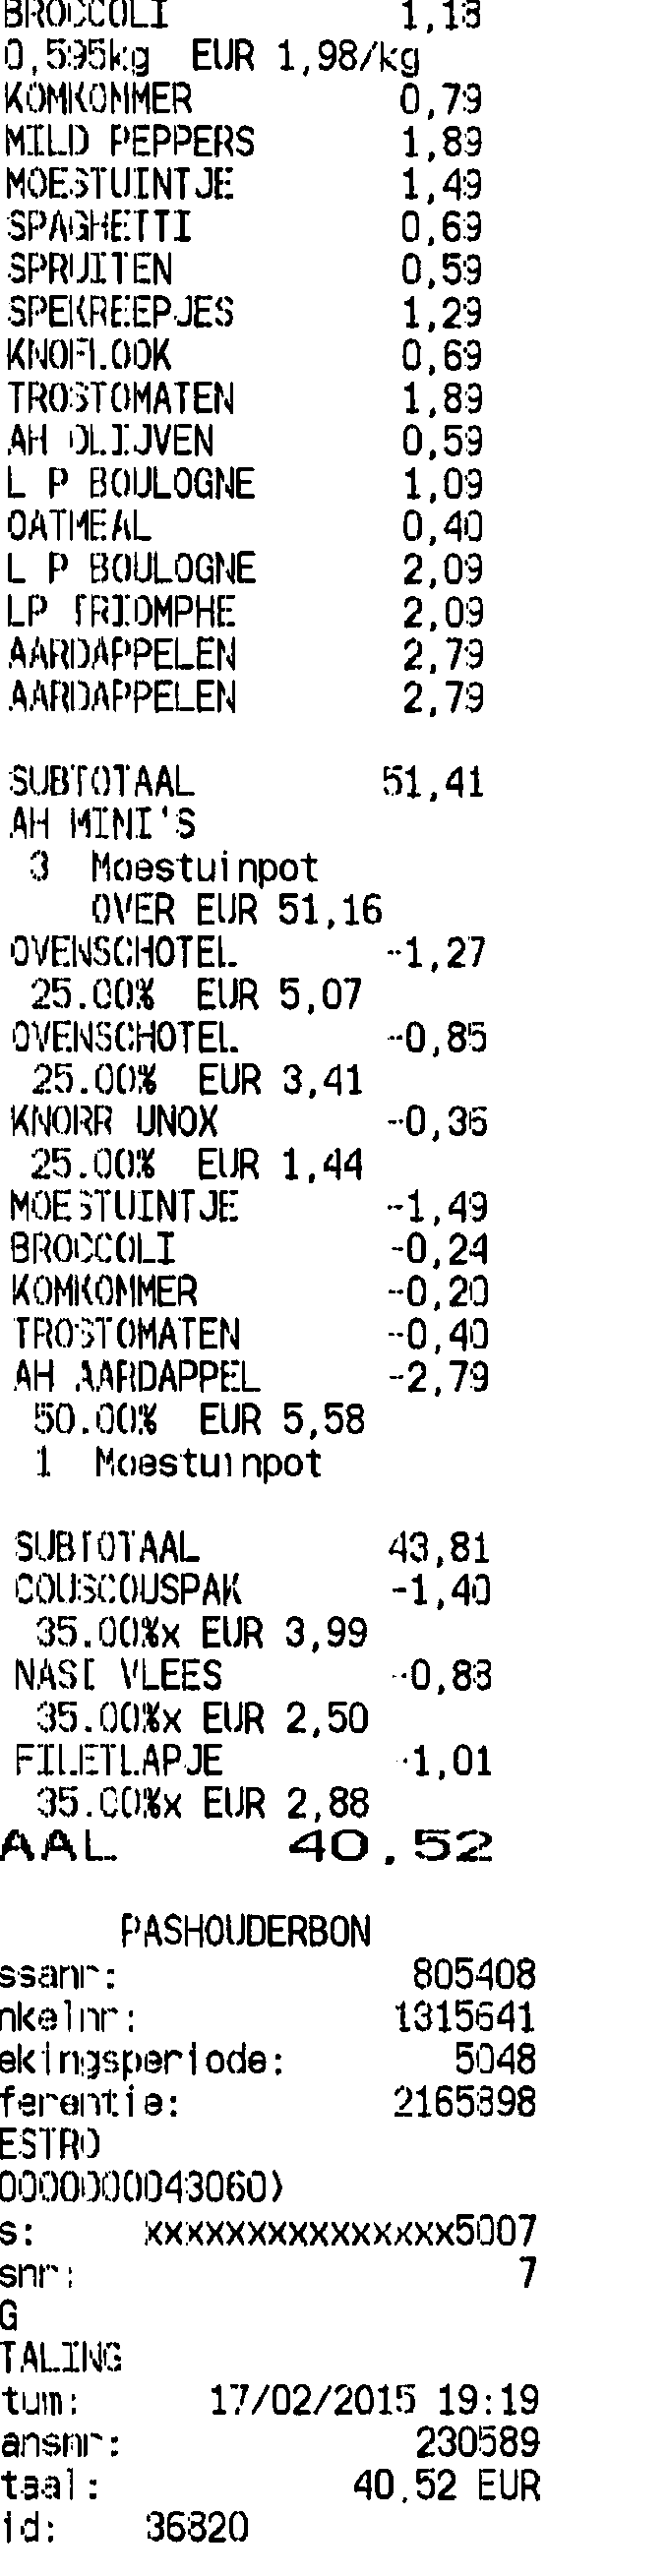 BROCCOLI 1,18
0,595kg EUR 1,98/kg
KOMKOMMER 0,79
MILD PEPPERS 1,89
MOESTUINTJE 1,49
SPAGHETTI 0,69
SPRUITEN 0,59
SPEKREEPJES 1,29
KNOFLOOK 0,69
TROSTOMATEN 1,89
AH OLIJVEN 0,59
L P BOULOGNE 1,09
OATMEAL 0,40
L P BOULOGNE 2,09
LP TRIOMPHE 2,09
AARDAPPELEN 2,79
AARDAPPELEN 2,79
SUBTOTAAL 51,41
AH MINI'S
3 Moestuinpot
OVER EUR 51,16
OVENSCHOTEL -1,27
25.00% EUR 5,07
OVENSCHOTEL -0,85
25.00% EUR 3,41
KNORR UNOX -0,36
25.00% EUR 1,44
MOESTUINTJE -1,49
BROCCOLI -0,24
KOMKOMMER -0,20
TROSTOMATEN -0,40
AH AARDAPPEL -2,79
50.00% EUR 5,58
1 Moestuinpot
SUBTOTAAL 43,81
COUSCOUSPAK -1,40
35.00%x EUR 3,99
NASI VLEES -0,88
35.00%x EUR 2,50
FILETLAPJE -1,01
35.00%x EUR 2,88
AAL 40,52
PASHOUDERBON
ssanr: 805408
nkelnr: 1315641
ekingsperiode: 5048
ferentie: 2165898
ESTRO
0000000043060)
s: xxxxxxxxxxxxxxx5007
snr: 7
G
TALING
tum: 17/02/2015 19:19
ansnr: 230589
taal: 40,52 EUR
id: 36820